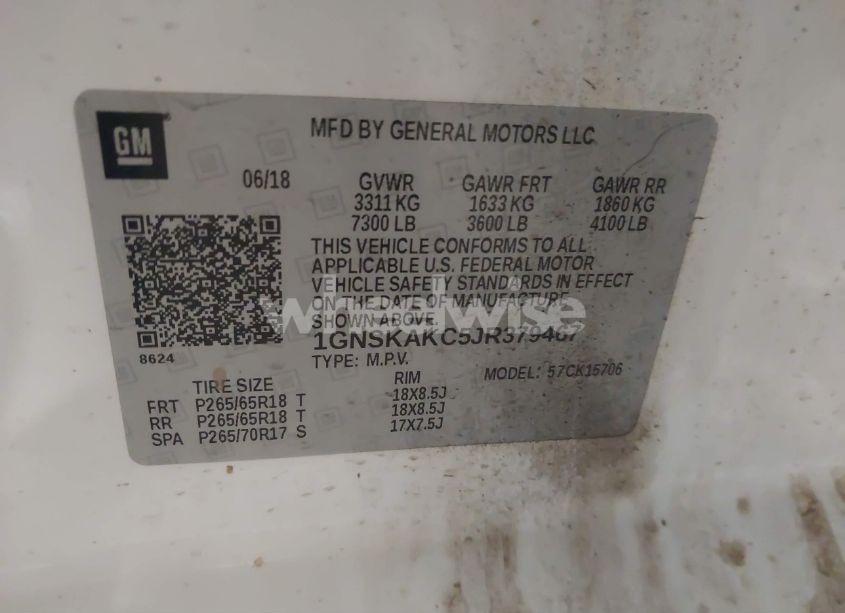 GM
MFD BY GENERAL MOTORS LLC
06/18 GVWR GAWR FRT GAWR RR
3311 KG 1633 KG 1860 KG
7300 LB 3600 LB 4100 LB
THIS VEHICLE CONFORMS TO ALL
APPLICABLE U.S. FEDERAL MOTOR
VEHICLE SAFETY STANDARDS IN EFFECT
ON THE DATE OF MANUFACTURE
SHOWN ABOVE.
1GNSKAKC5JR379467
8624
TYPE: M.P.V. MODEL: 57CK15706
TIRE SIZE RIM
FRT P265/65R18 T 18X8.5J
RR P265/65R18 T 18X8.5J
SPA P265/70R17 S 17X7.5J